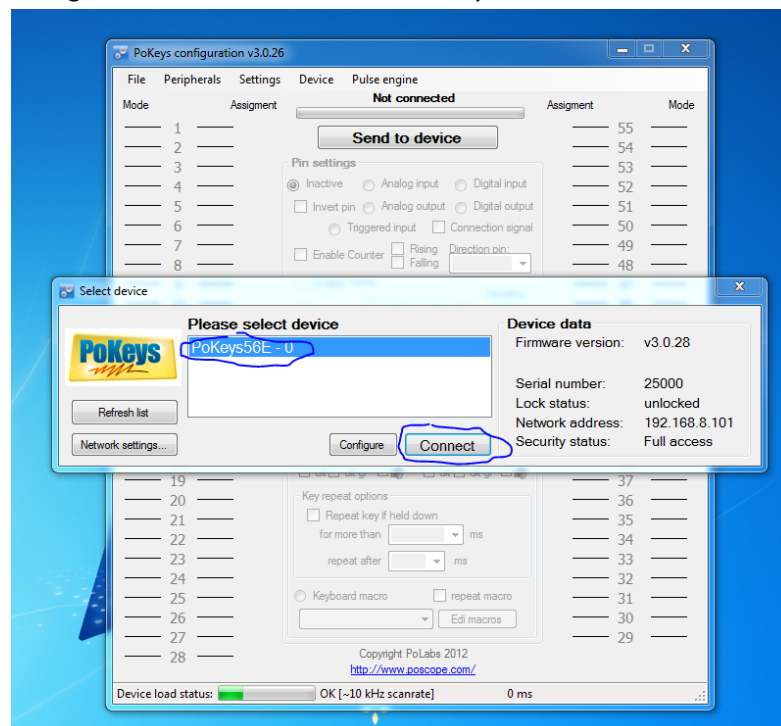 PoKeys configuration v3.0.26
File Peripherals Settings Device Pulse engine
Mode Assigment Not connected Assigment Mode
Send to device
1 55
2 54
Pin settings
3 53
Inactive Analog input Digital input
4 52
Invert pin Analog output Digital output
5 51
Triggered input Connection signal
6 50
Enable Counter Rising Direction pin:
7 49
Falling
8 48
Select device
PoKeys
Please select device
PoKeys56E - 0
Refresh list
Network settings...
Configure
Connect
Device data
Firmware version: v3.0.28
Serial number: 25000
Lock status: unlocked
Network address: 192.168.8.101
Security status: Full access
19 37
Key repeat options
20 36
Repeat key if held down
21 35
for more than ms
22 34
repeat after ms
23 33
24 32
Keyboard macro repeat macro
25 31
Edi macros
26 30
27 29
28
Copyright PoLabs 2012
http://www.poscope.com/
Device load status: OK [~10 kHz scanrate] 0 ms